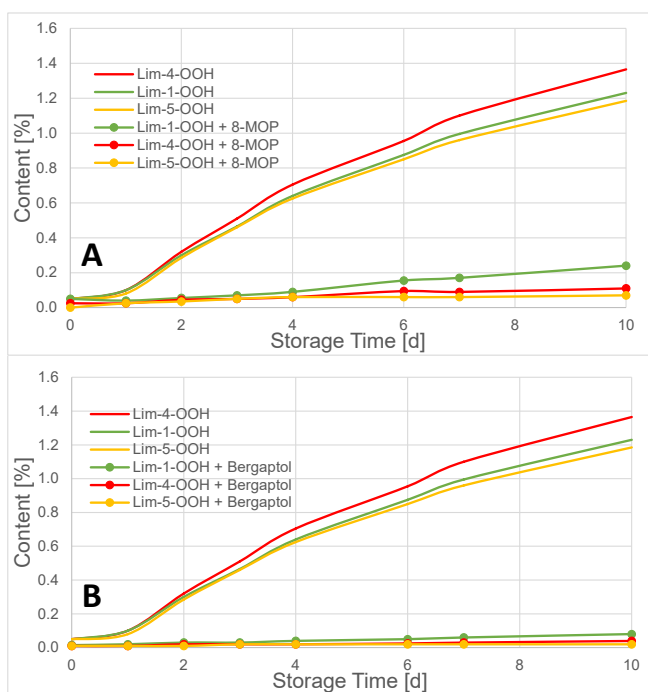 1.6
1.4
1.2
1.0
0.8
0.6
0.4
0.2
0.0
Content [%]
Lim-4-OOH
Lim-1-OOH
Lim-5-OOH
Lim-1-OOH + 8-MOP
Lim-4-OOH + 8-MOP
Lim-5-OOH + 8-MOP
A
0 2 4 6 8 10
Storage Time [d]
1.6
1.4
1.2
1.0
0.8
0.6
0.4
0.2
0.0
Content [%]
Lim-4-OOH
Lim-1-OOH
Lim-5-OOH
Lim-1-OOH + Bergaptol
Lim-4-OOH + Bergaptol
Lim-5-OOH + Bergaptol
B
0 2 4 6 8 10
Storage Time [d]